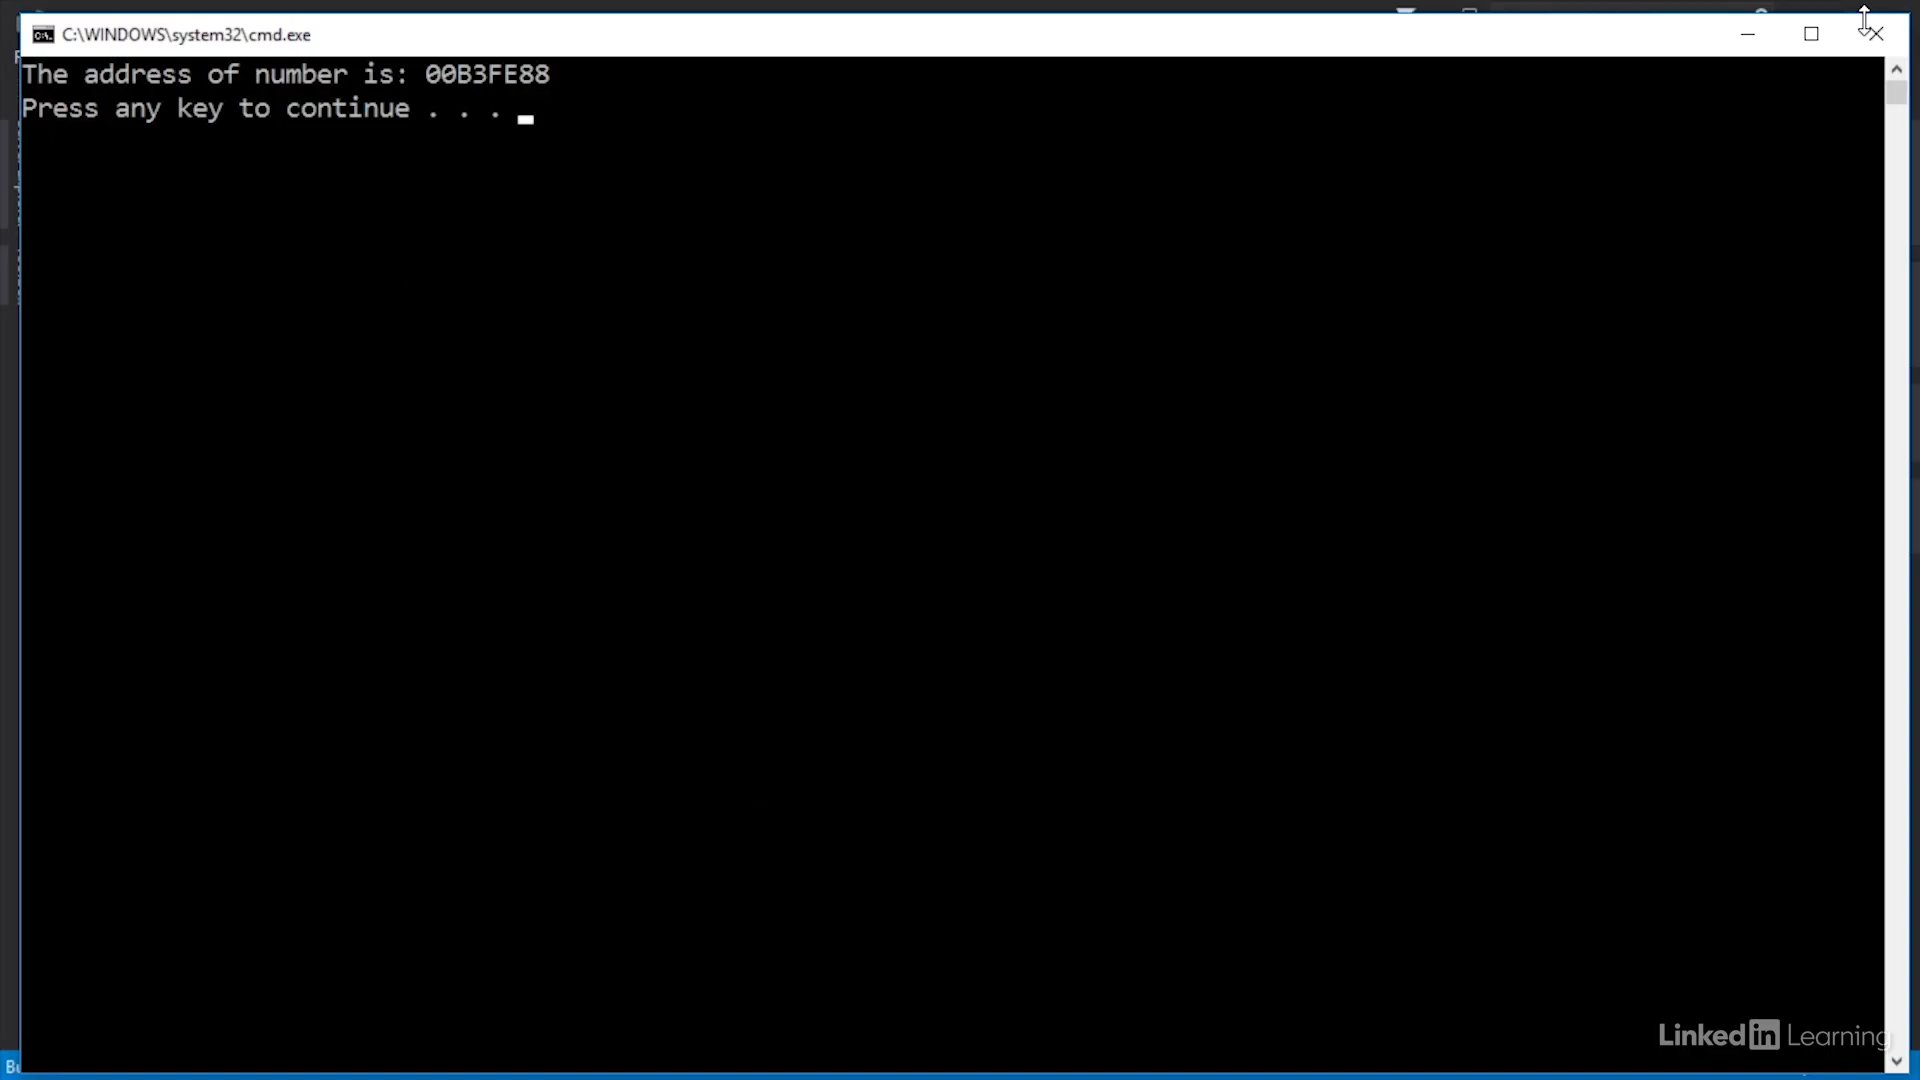 C:\WINDOWS\system32\cmd.exe
The address of number is: 00B3FE88
Press any key to continue . . .
Linked in Learning